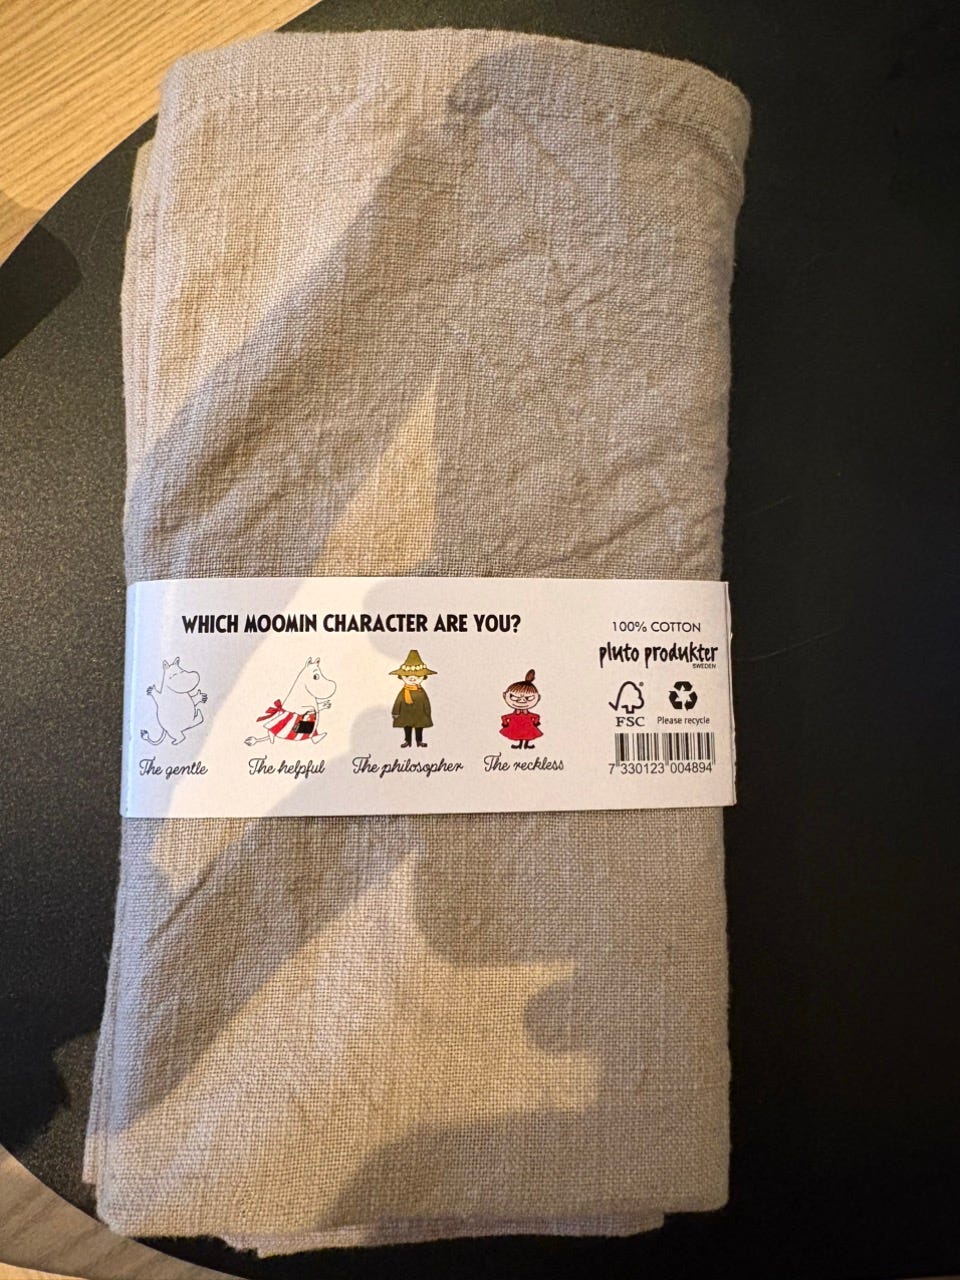 WHICH MOOMIN CHARACTER ARE YOU?
The gentle
The helpful
The philosopher
The reckless
100% COTTON
pluto produkter
SWEDEN
FSC®
Please recycle
7 330123 004894